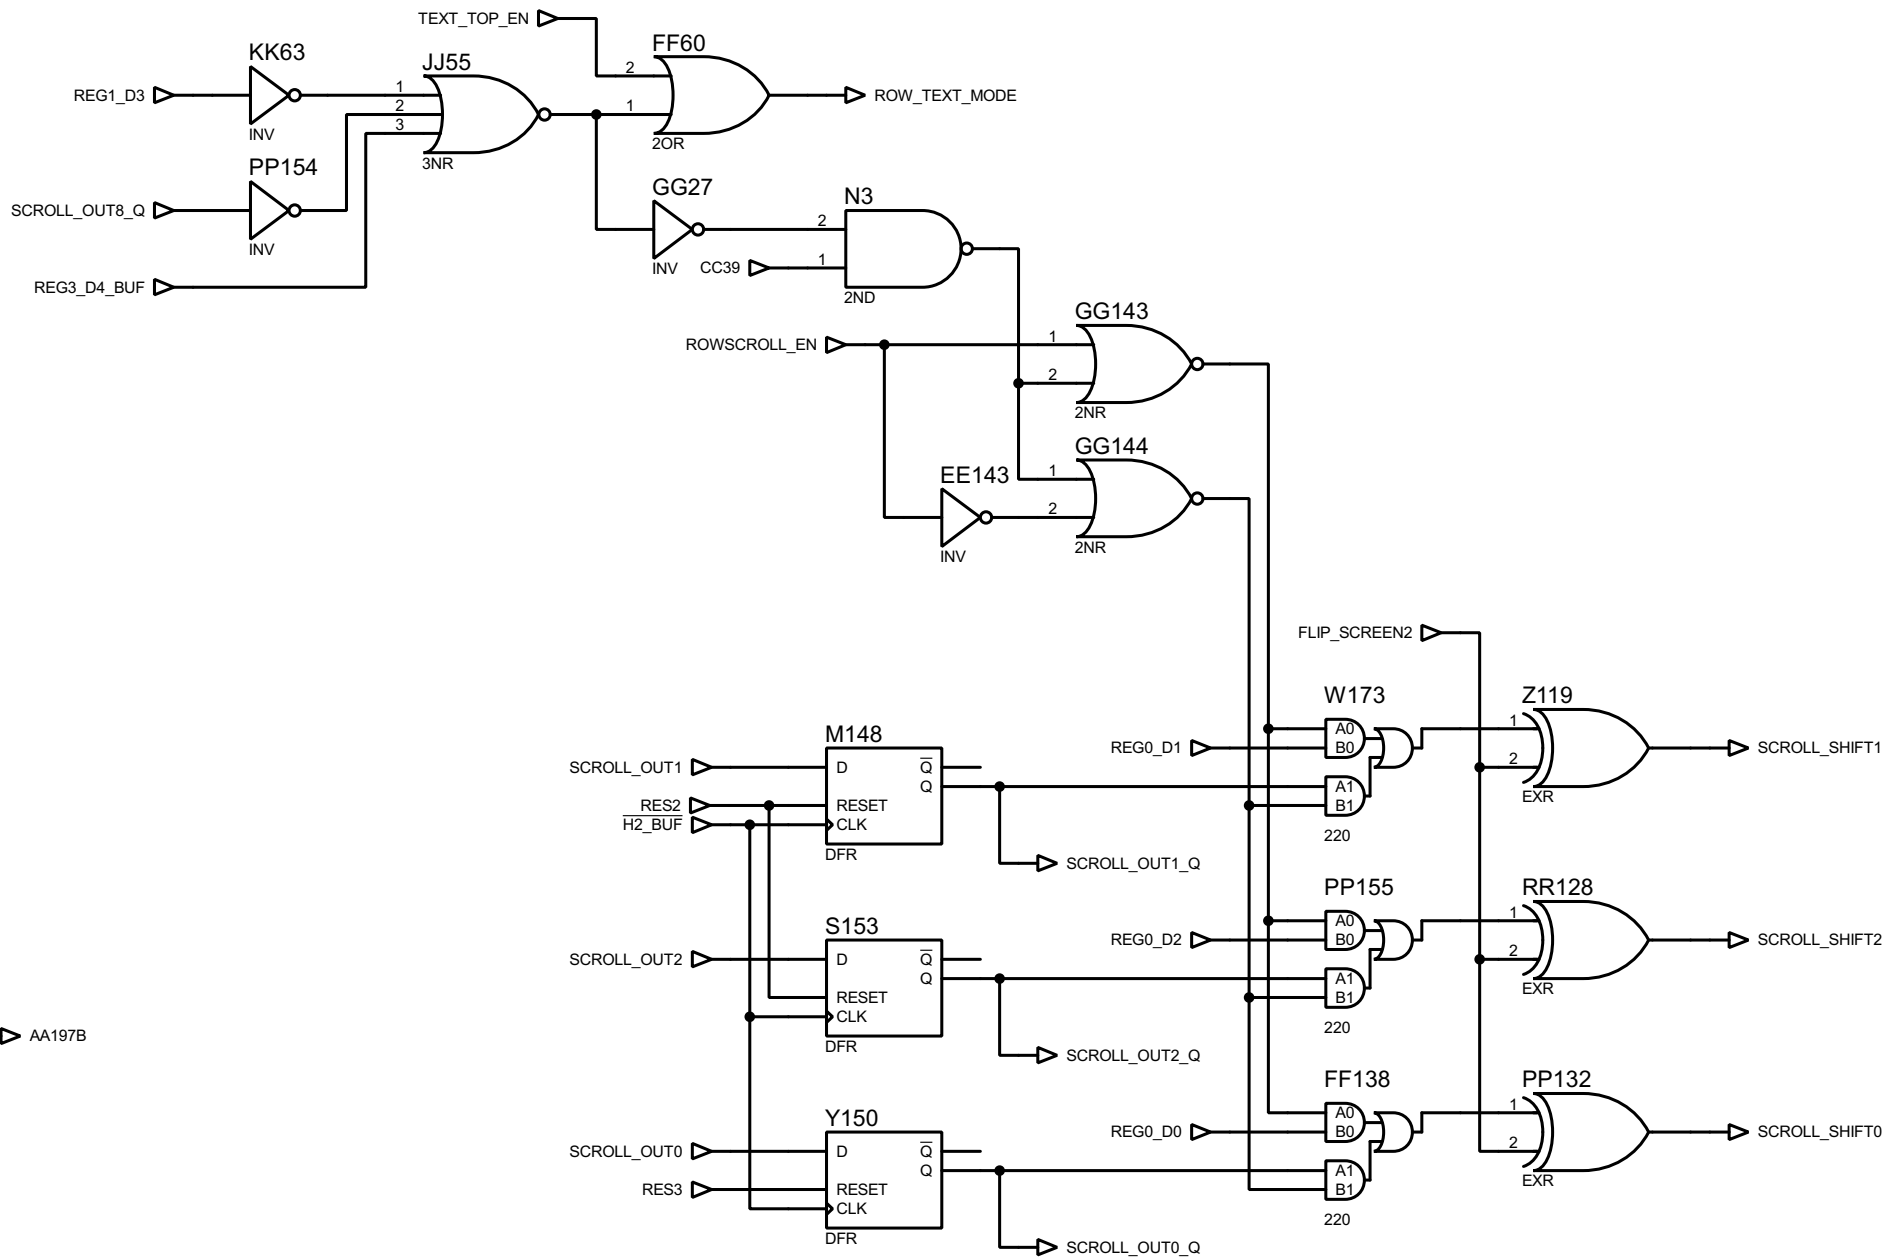 TEXT_TOP_EN
KK63
JJ55
FF60
REG1_D3
1
2
3
2
1
ROW_TEXT_MODE
INV
3NR
2OR
PP154
SCROLL_OUT8_Q
INV
REG3_D4_BUF
GG27
N3
2
1
CC39
INV
2ND
GG143
ROWSCROLL_EN
1
2
2NR
GG144
EE143
1
2
INV
2NR
FLIP_SCREEN2
W173
Z119
M148
REG0_D1
A0
B0
1
2
SCROLL_SHIFT1
SCROLL_OUT1
D
Q
Q
A1
B1
EXR
RES2
RESET
H2_BUF
CLK
DFR
220
SCROLL_OUT1_Q
PP155
RR128
S153
REG0_D2
A0
B0
1
2
SCROLL_SHIFT2
SCROLL_OUT2
D
Q
Q
A1
B1
EXR
RESET
CLK
DFR
220
AA197B
SCROLL_OUT2_Q
FF138
PP132
Y150
REG0_D0
A0
B0
1
2
SCROLL_SHIFT0
SCROLL_OUT0
D
Q
Q
A1
B1
EXR
RES3
RESET
CLK
DFR
220
SCROLL_OUT0_Q